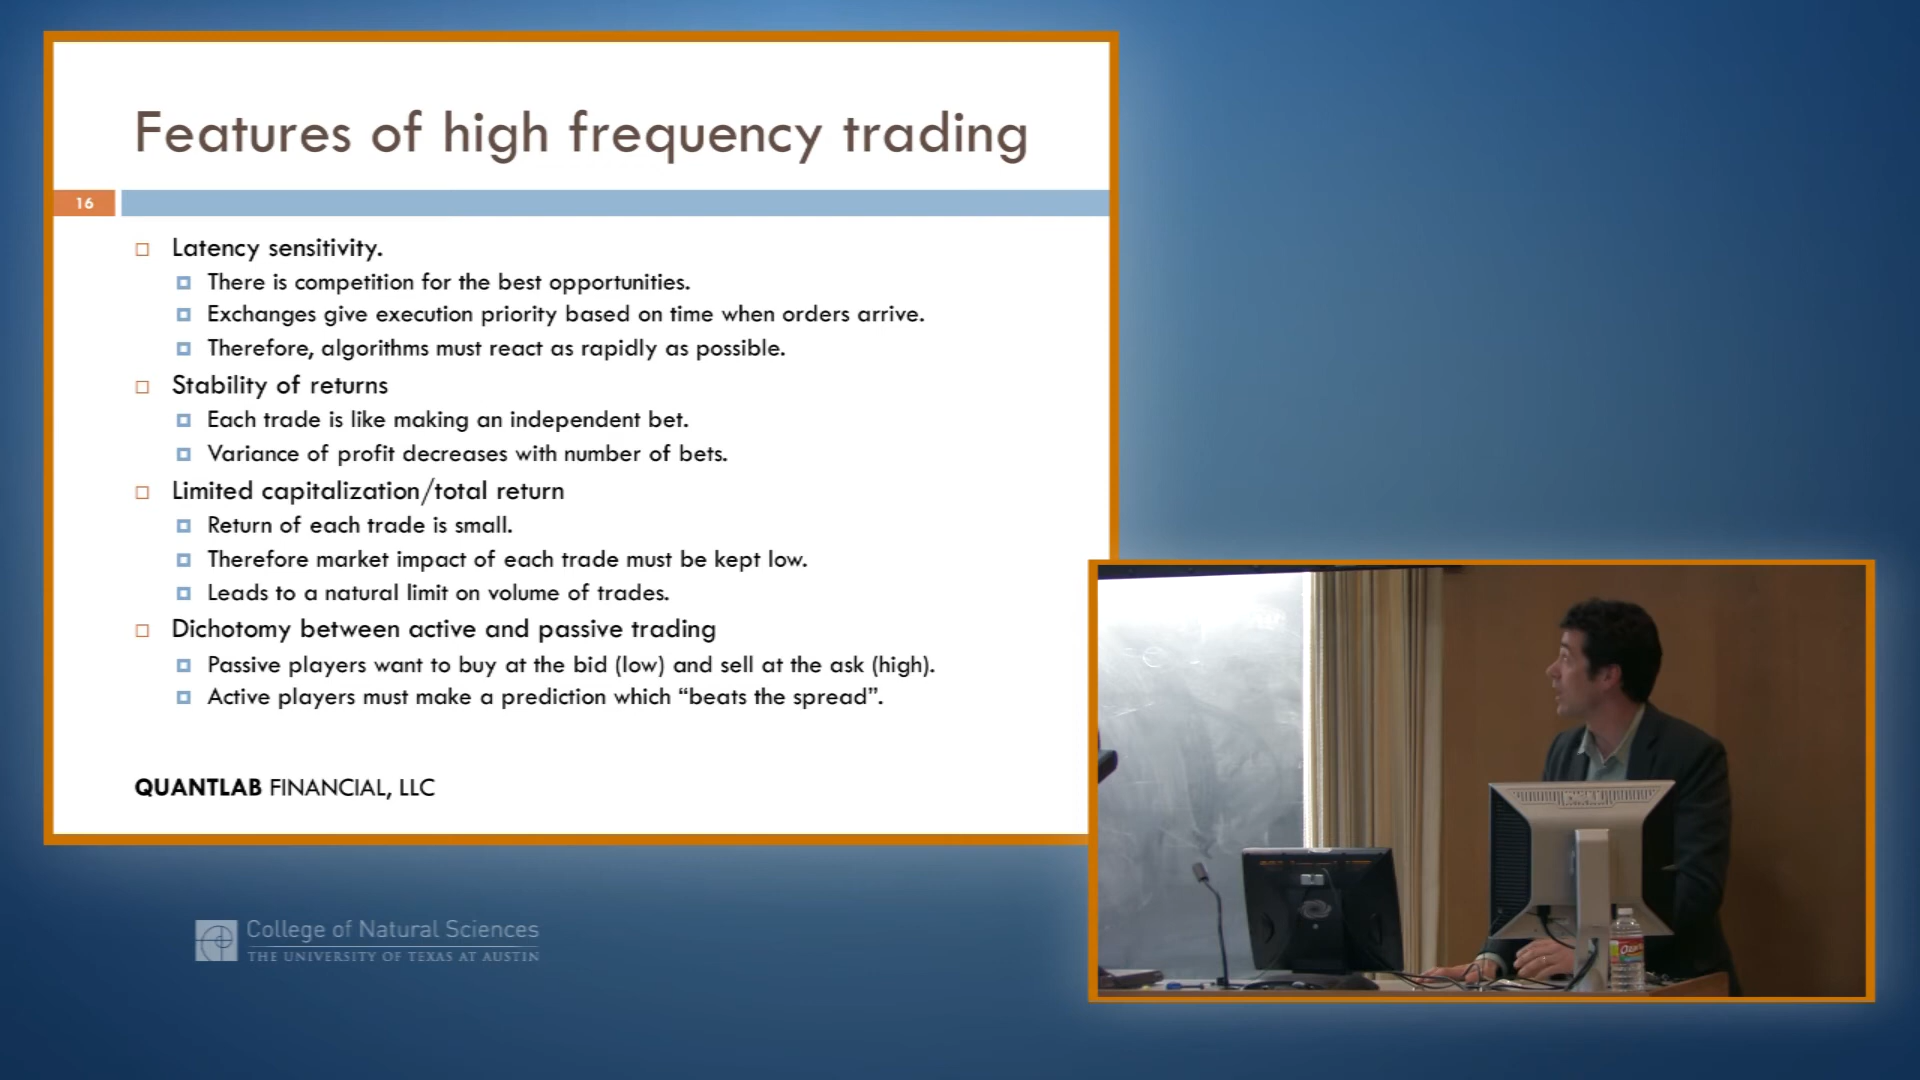 Features of high frequency trading
16
Latency sensitivity.
There is competition for the best opportunities.
Exchanges give execution priority based on time when orders arrive.
Therefore, algorithms must react as rapidly as possible.
Stability of returns
Each trade is like making an independent bet.
Variance of profit decreases with number of bets.
Limited capitalization/total return
Return of each trade is small.
Therefore market impact of each trade must be kept low.
Leads to a natural limit on volume of trades.
Dichotomy between active and passive trading
Passive players want to buy at the bid (low) and sell at the ask (high).
Active players must make a prediction which “beats the spread”.
QUANTLAB FINANCIAL, LLC
College of Natural Sciences
THE UNIVERSITY OF TEXAS AT AUSTIN